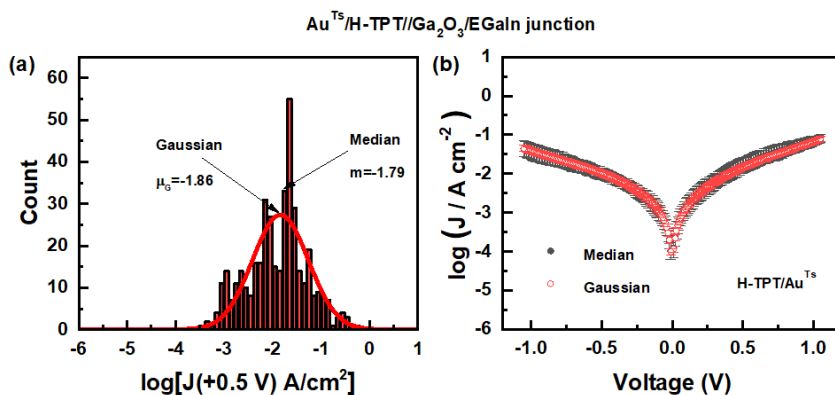 Au^Ts/H-TPT//Ga₂O₃/EGaIn junction
(a)
60
50
40
30
20
10
0
Count
Gaussian
μ_G=-1.86
Median
m=-1.79
-6 -5 -4 -3 -2 -1 0 1
log[J(+0.5 V) A/cm²]
(b)
1
0
-1
-2
-3
-4
-5
-6
log (J / A cm⁻²)
Median
Gaussian
H-TPT/Au^Ts
-1.0 -0.5 0.0 0.5 1.0
Voltage (V)